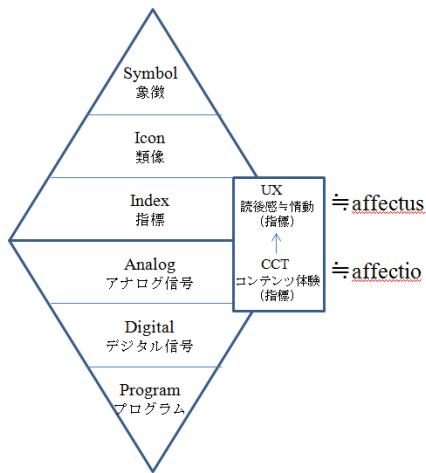 Symbol
象徴
Icon
類像
Index
指標
UX
読後感≒情動
(指標)
≒affectus
Analog
アナログ信号
CCT
コンテンツ体験
(指標)
≒affectio
Digital
デジタル信号
Program
プログラム